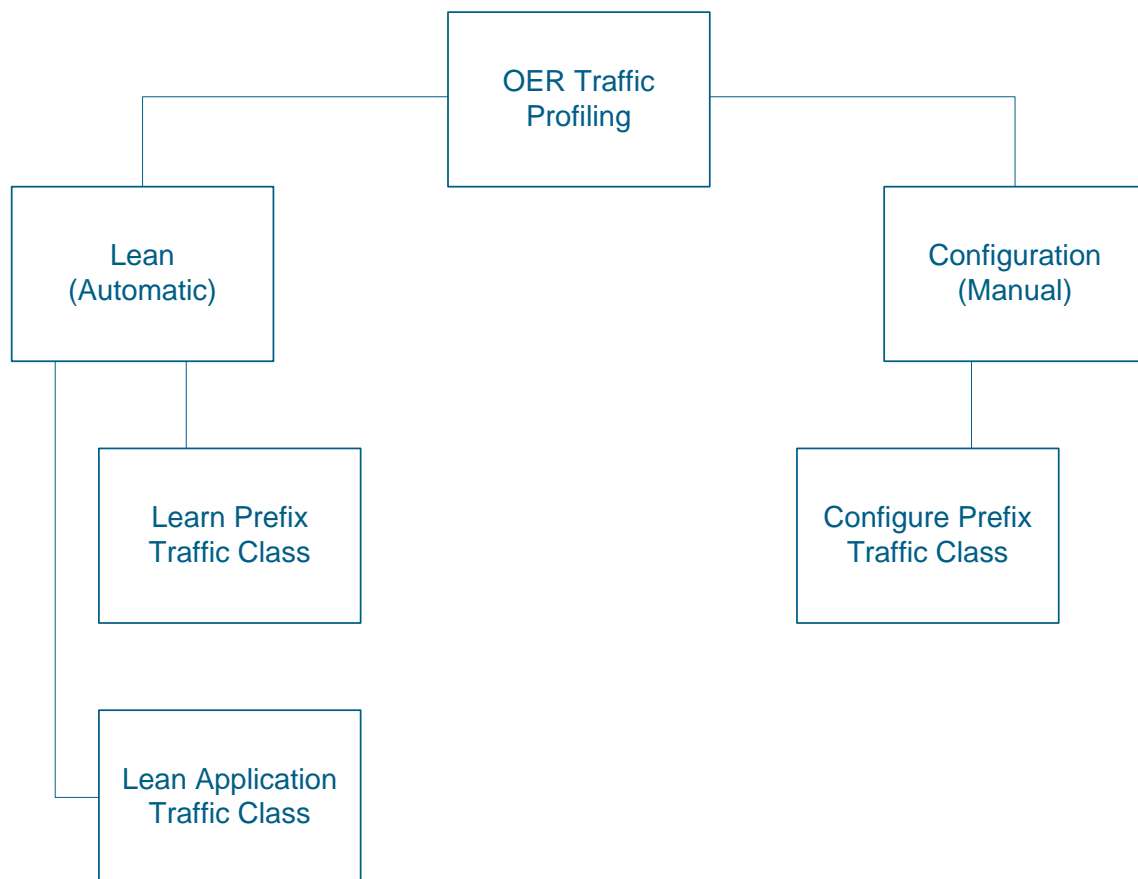 OER Traffic
Profiling
Lean
(Automatic)
Configuration
(Manual)
Learn Prefix
Traffic Class
Configure Prefix
Traffic Class
Lean Application
Traffic Class